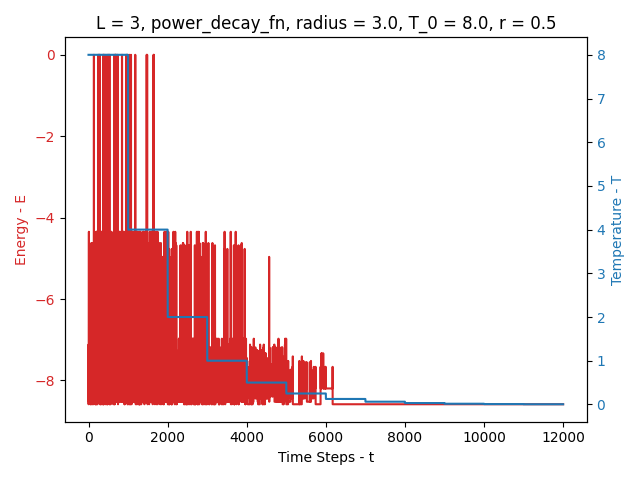 L = 3, power_decay_fn, radius = 3.0, T_0 = 8.0, r = 0.5
Energy - E
0
−2
−4
−6
−8
8
7
6
5
4
3
2
1
0
Temperature - T
0 2000 4000 6000 8000 10000 12000
Time Steps - t